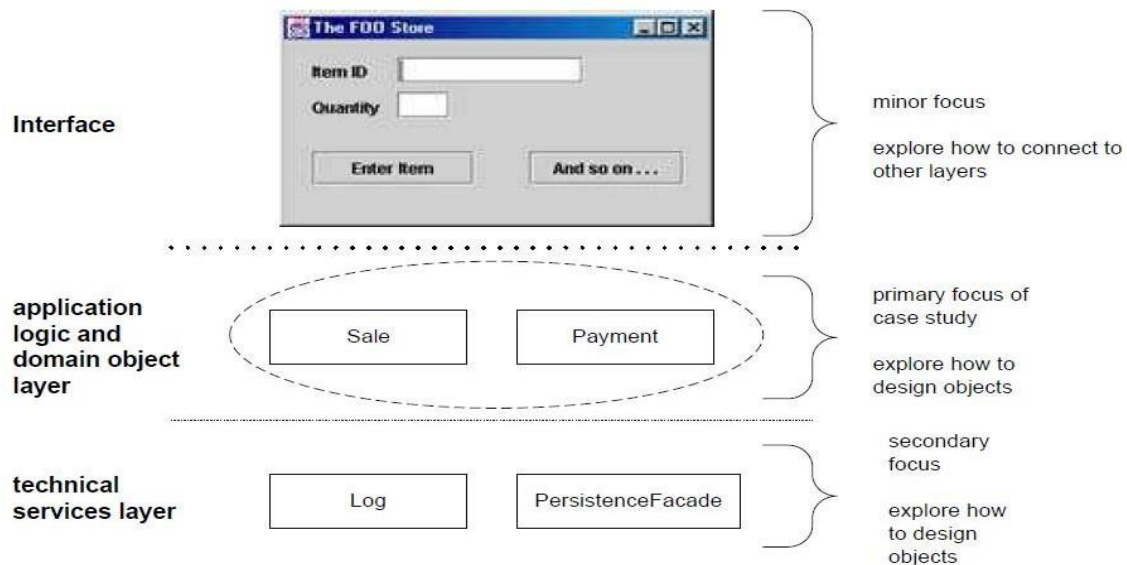 The FOO Store
Item ID
Quantity
Enter Item
And so on . . .
Interface
minor focus
explore how to connect to
other layers
application
logic and
domain object
layer
Sale
Payment
primary focus of
case study
explore how to
design objects
technical
services layer
Log
PersistenceFacade
secondary
focus
explore how
to design
objects